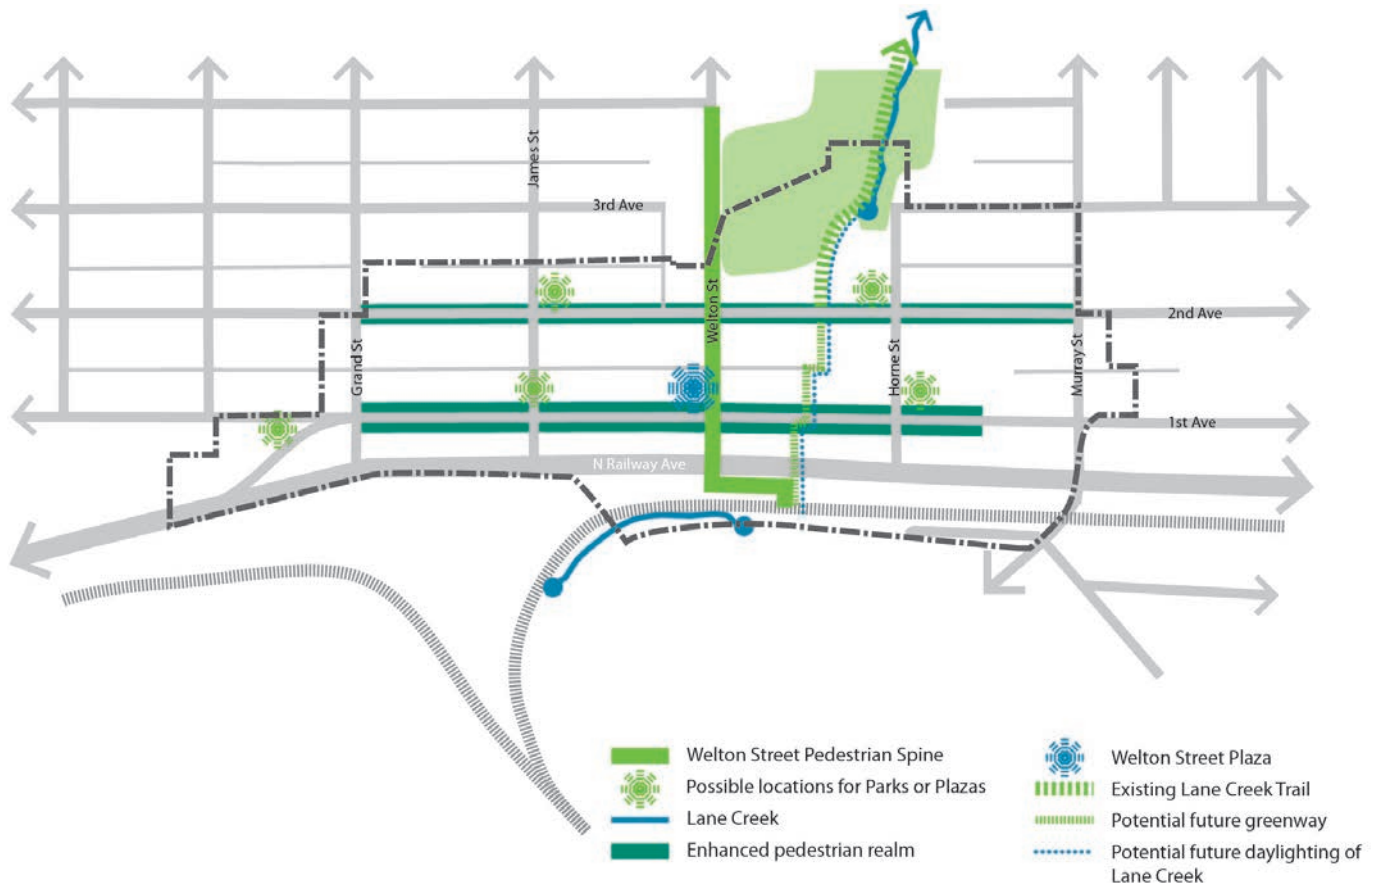 James St
3rd Ave
Welton St
2nd Ave
Grand St
Horne St
Murray St
1st Ave
N Railway Ave
Welton Street Pedestrian Spine
Possible locations for Parks or Plazas
Lane Creek
Enhanced pedestrian realm
Welton Street Plaza
Existing Lane Creek Trail
Potential future greenway
Potential future daylighting of
Lane Creek